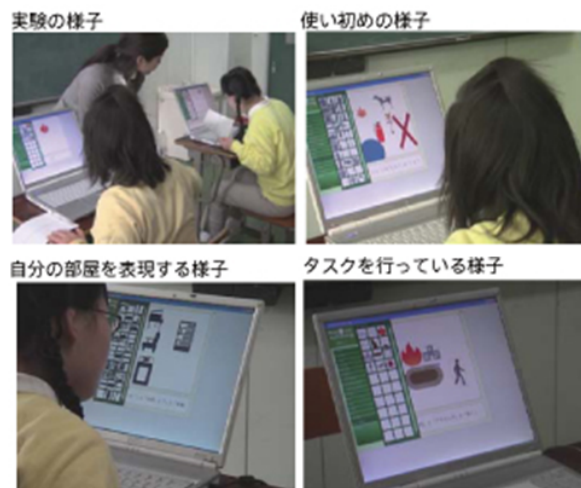 実験の様子
使い初めの様子
自分の部屋を表現する様子
タスクを行っている様子